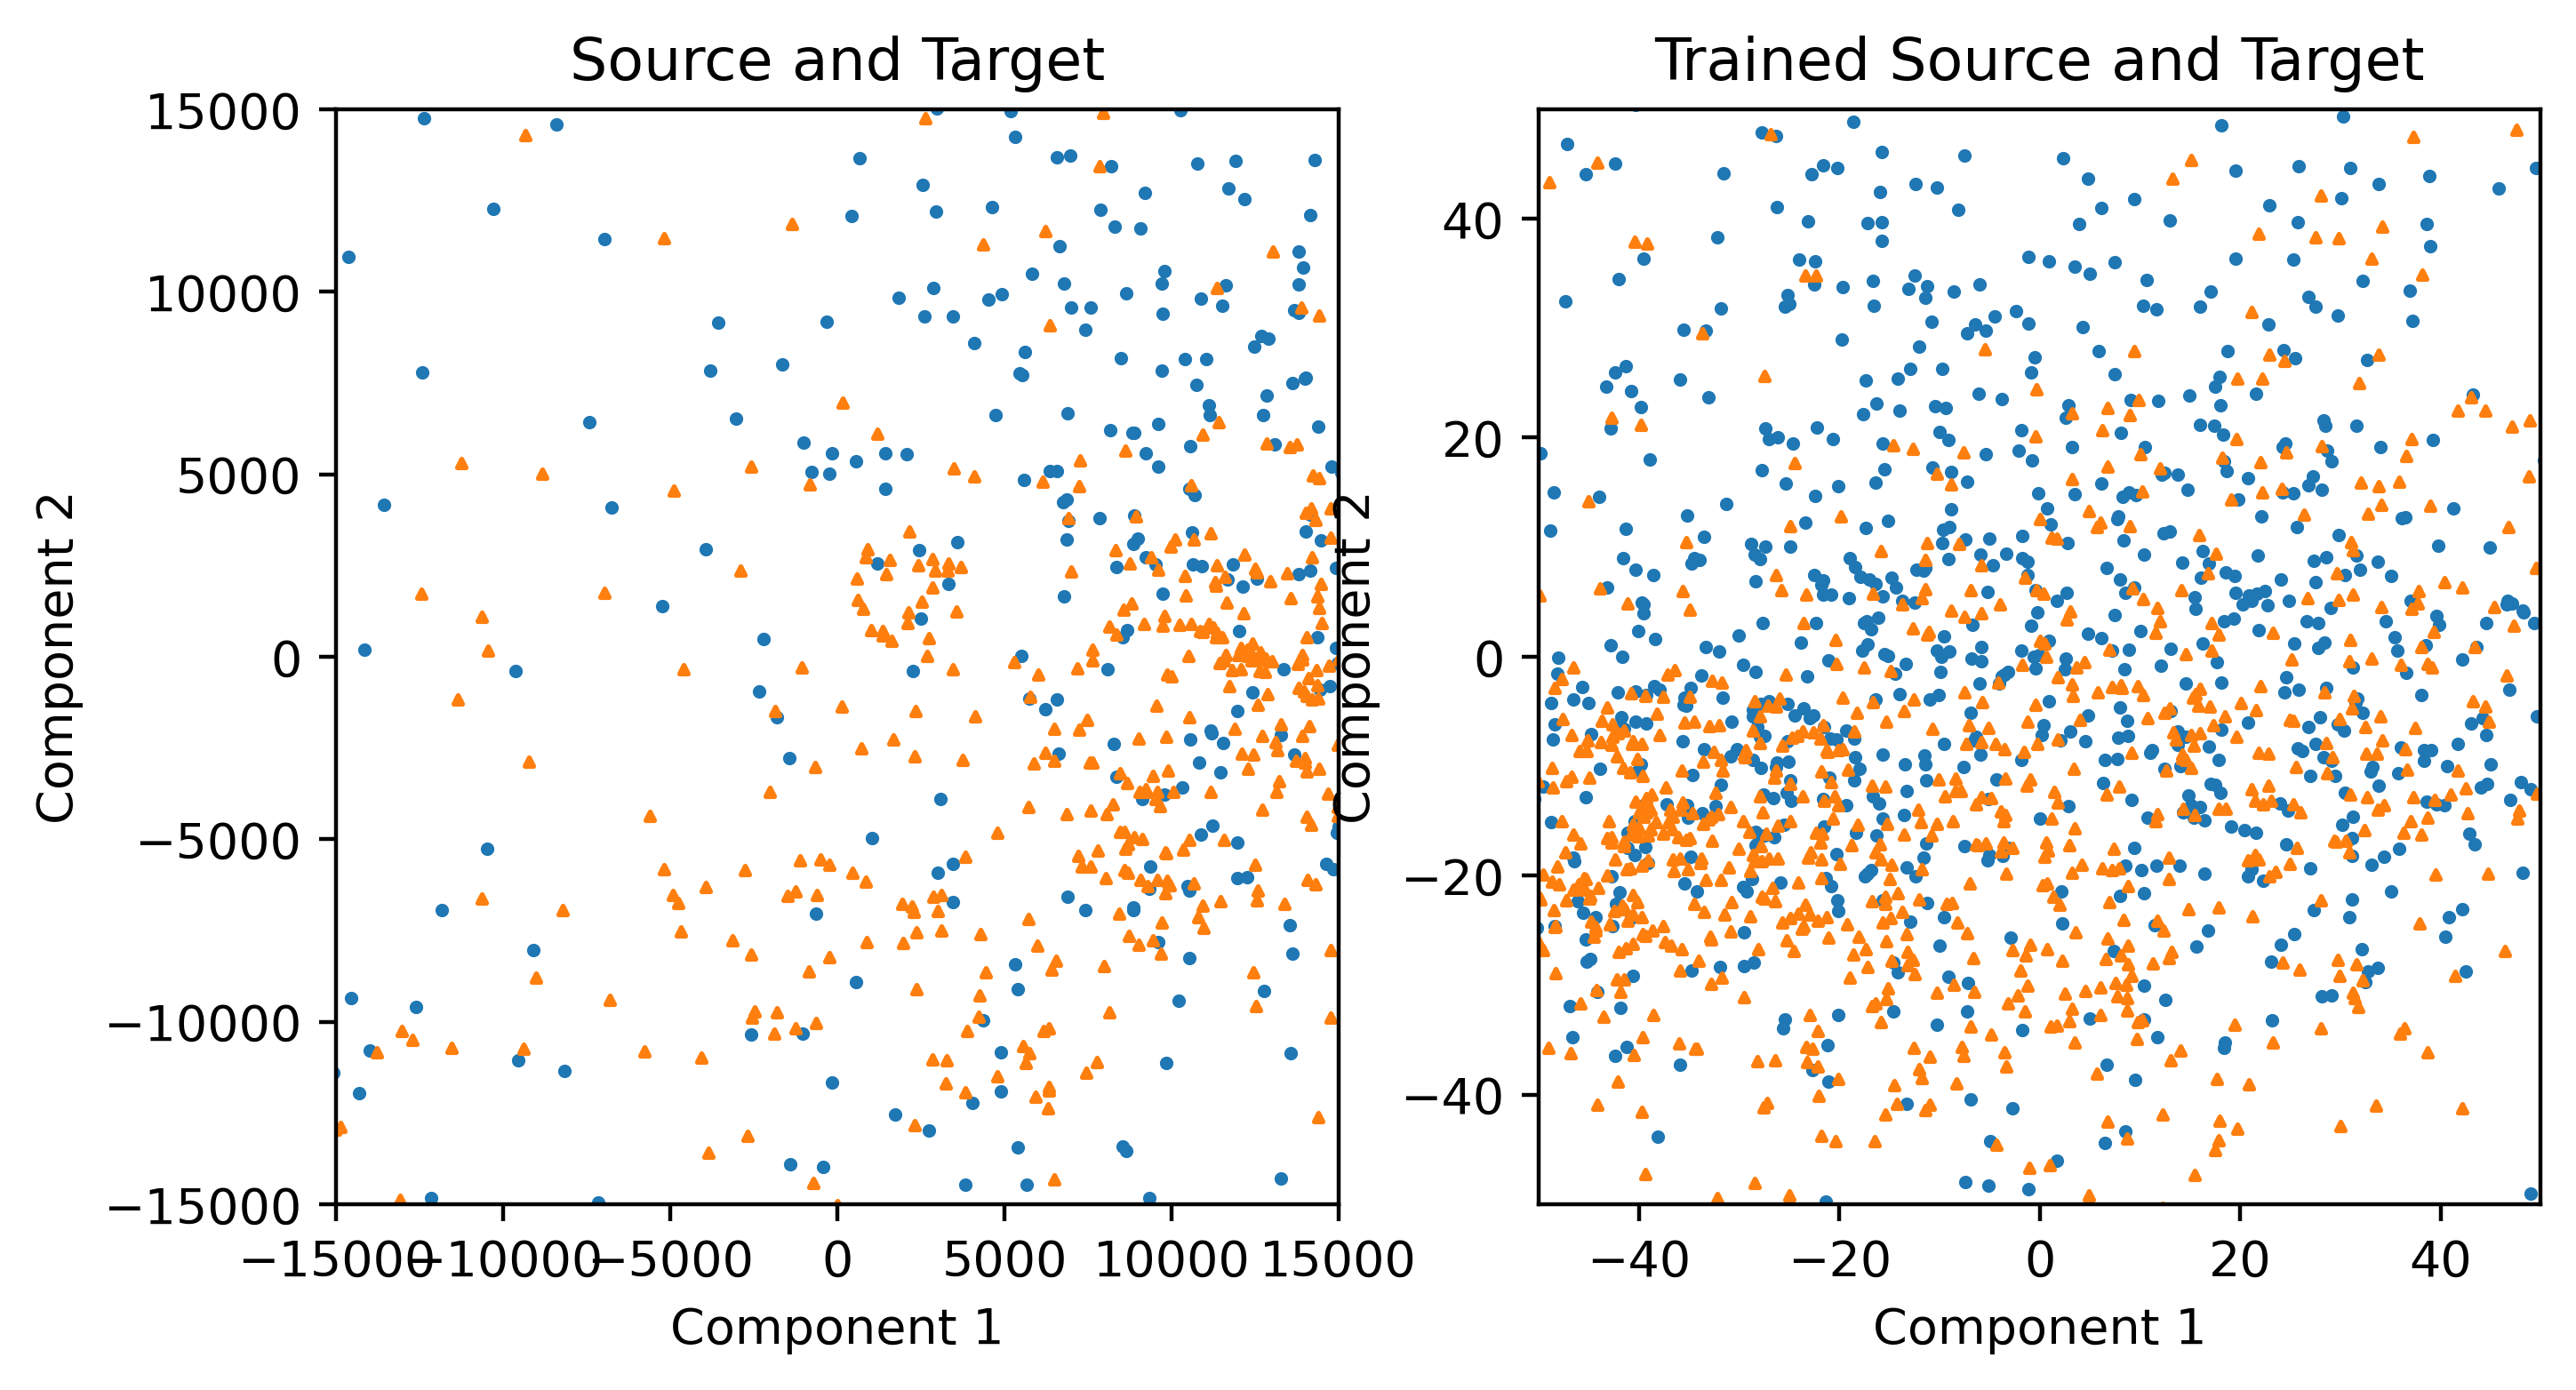 Source and Target
15000
10000
5000
0
−5000
−10000
−15000
Component 2
−15000 −10000 −5000 0 5000 10000 15000
Component 1
Trained Source and Target
40
20
0
−20
−40
Component 2
−40 −20 0 20 40
Component 1